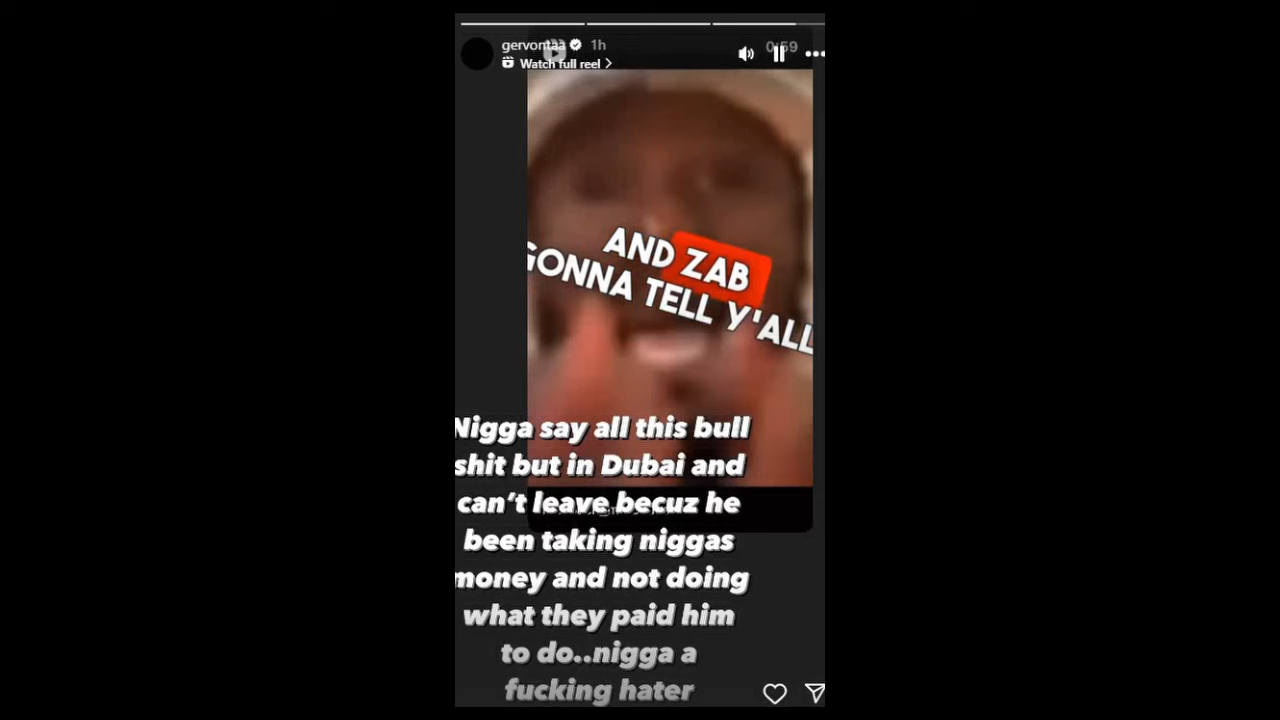 gervontaa 1h
0:59
Watch full reel >
AND ZAB
GONNA TELL Y'ALL
Nigga say all this bull
shit but in Dubai and
can't leave becuz he
been taking niggas
money and not doing
what they paid him
to do..nigga a
fucking hater